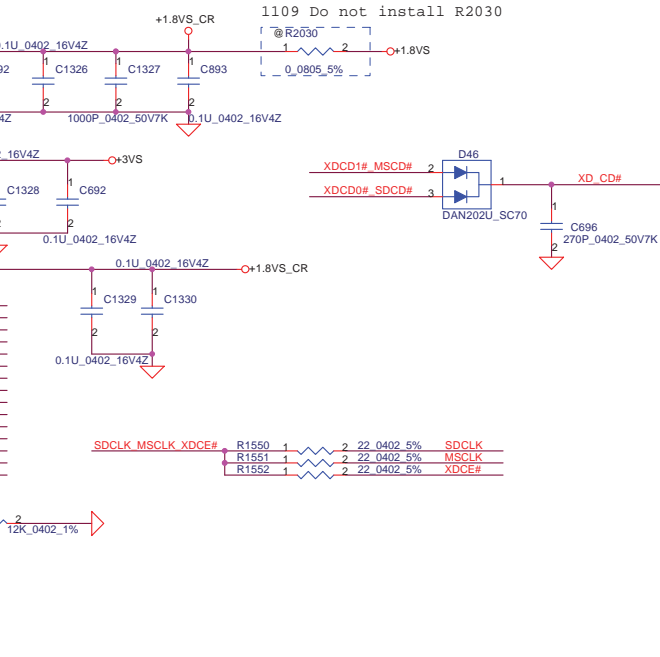 1109 Do not install R2030
+1.8VS_CR
@ R2030
0.1U_0402_16V4Z
1 2
+1.8VS
0_0805_5%
1 C1326
1 C1327
1 C893
2 2 2
1000P_0402_50V7K
0.1U_0402_16V4Z
_16V4Z
+3VS
C1328
1 C692
2
0.1U_0402_16V4Z
D46
XDCD1#_MSCD# 2
XDCD0#_SDCD# 3
1 XD_CD#
DAN202U_SC70
1
C696
270P_0402_50V7K
2
0.1U_0402_16V4Z
+1.8VS_CR
1 C1329
1 C1330
2 2
0.1U_0402_16V4Z
SDCLK_MSCLK_XDCE# R1550 1 2 22_0402_5% SDCLK
R1551 1 2 22_0402_5% MSCLK
R1552 1 2 22_0402_5% XDCE#
2
12K_0402_1%